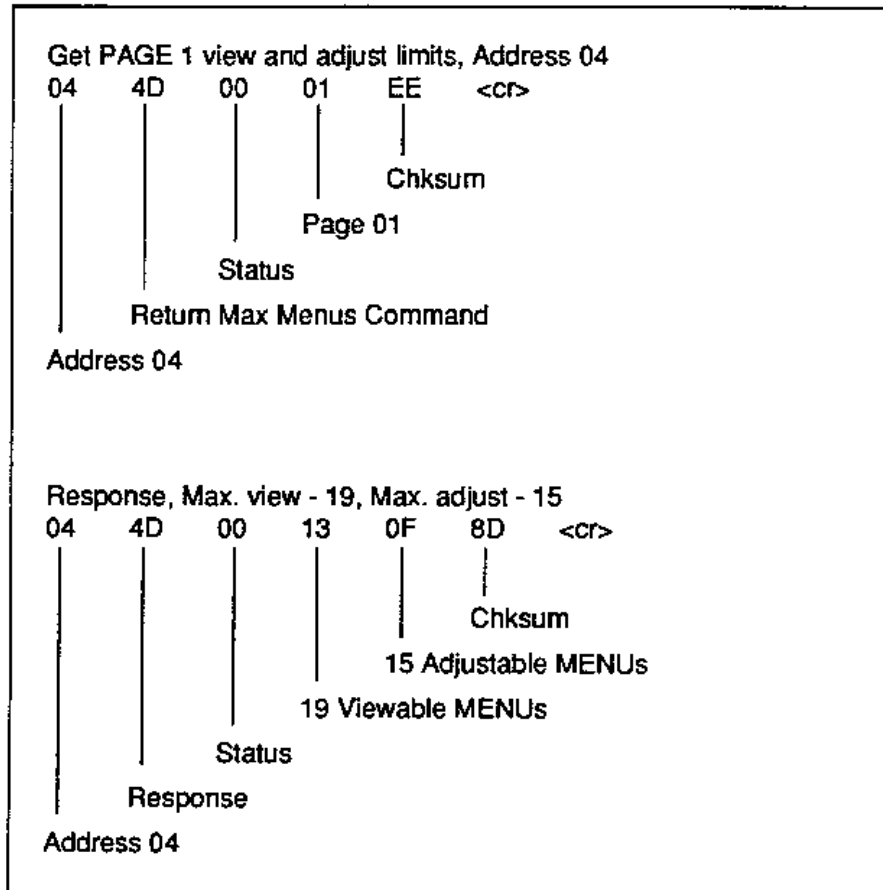 Get PAGE 1 view and adjust limits, Address 04
04 4D 00 01 EE <cr>
Chksum
Page 01
Status
Return Max Menus Command
Address 04
Response, Max. view - 19, Max. adjust - 15
04 4D 00 13 0F 8D <cr>
Chksum
15 Adjustable MENUs
19 Viewable MENUs
Status
Response
Address 04